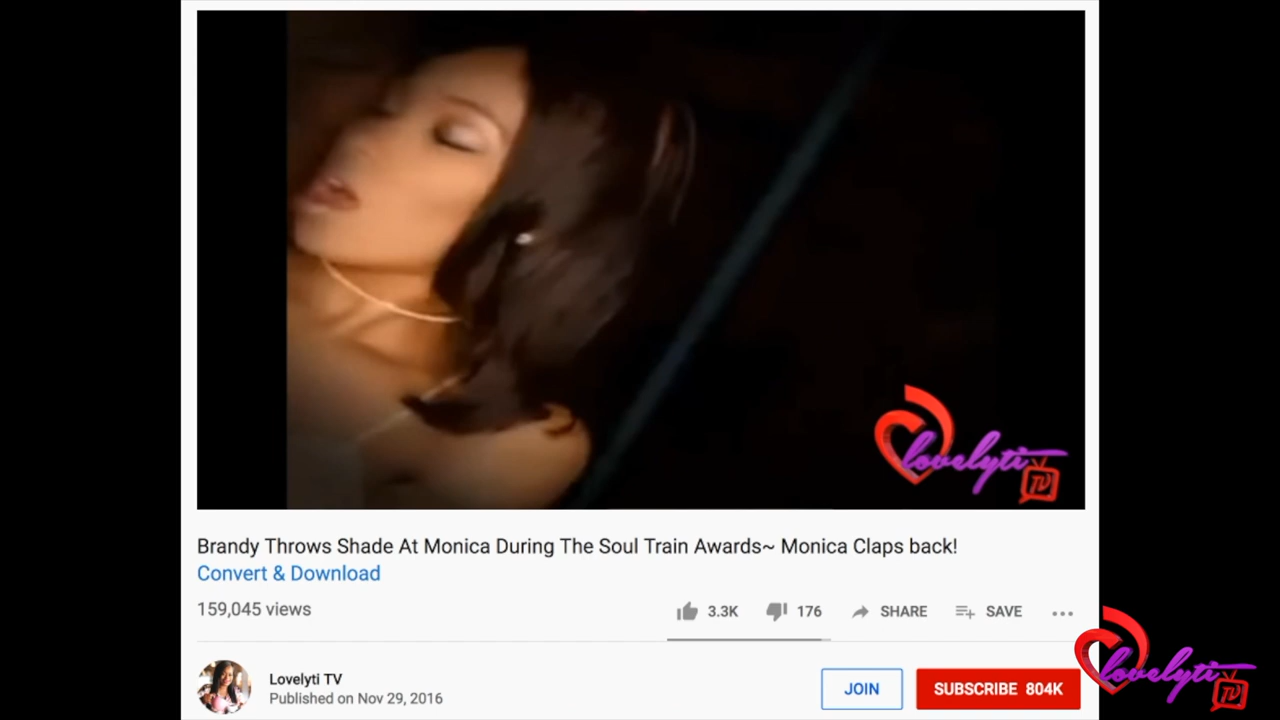 lovelyti
TV
Brandy Throws Shade At Monica During The Soul Train Awards~ Monica Claps back!
Convert & Download
159,045 views
3.3K
176
SHARE
SAVE
Lovelyti TV
Published on Nov 29, 2016
JOIN
SUBSCRIBE 804K
lovelyti
TV